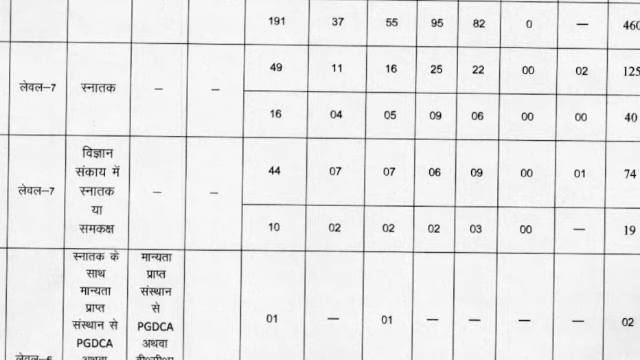 191 37 55 95 82 0 — 460
49 11 16 25 22 00 02 125
लेवल–7 स्नातक — —
16 04 05 09 06 00 00 40
विज्ञान
संकाय में
स्नातक
या
समकक्ष
लेवल–7 — —
44 07 07 06 09 00 01 74
10 02 02 02 03 00 — 19
स्नातक के
साथ
मान्यता
प्राप्त
संस्थान से
PGDCA
अथवा
मान्यता
प्राप्त
संस्थान
से
PGDCA
अथवा
01 — 01 — — — — 02